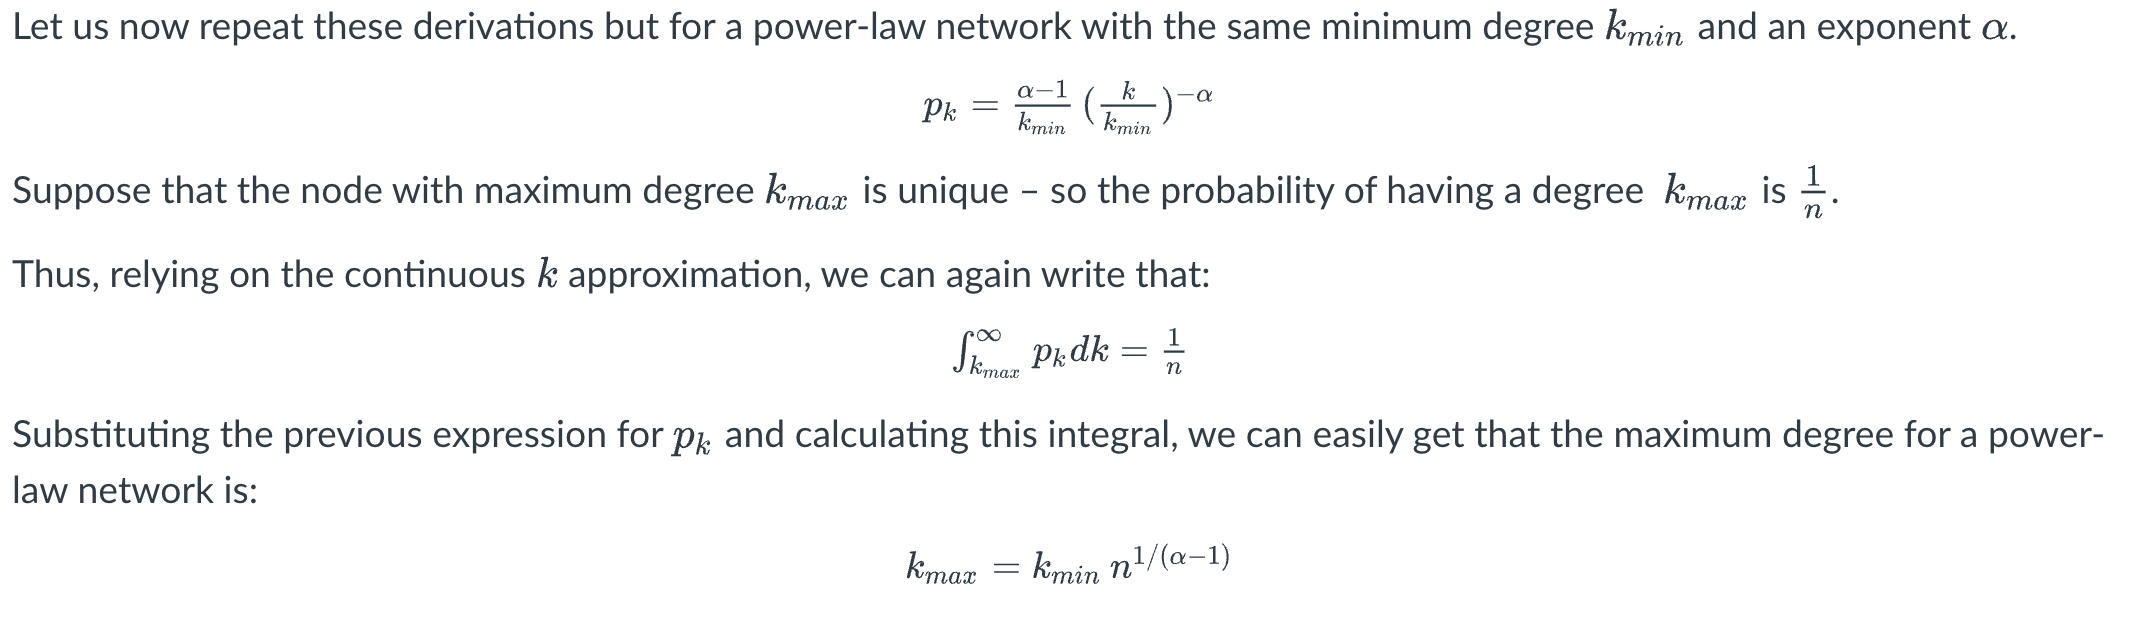 Let us now repeat these derivations but for a power-law network with the same minimum degree $k_{min}$ and an exponent $\alpha$.
$p_k = \frac{\alpha-1}{k_{min}} (\frac{k}{k_{min}})^{-\alpha}$
Suppose that the node with maximum degree $k_{max}$ is unique – so the probability of having a degree $k_{max}$ is $\frac{1}{n}$.
Thus, relying on the continuous $k$ approximation, we can again write that:
$\int_{k_{max}}^{\infty} p_k dk = \frac{1}{n}$
Substituting the previous expression for $p_k$ and calculating this integral, we can easily get that the maximum degree for a power-
law network is:
$k_{max} = k_{min} \, n^{1/(\alpha-1)}$